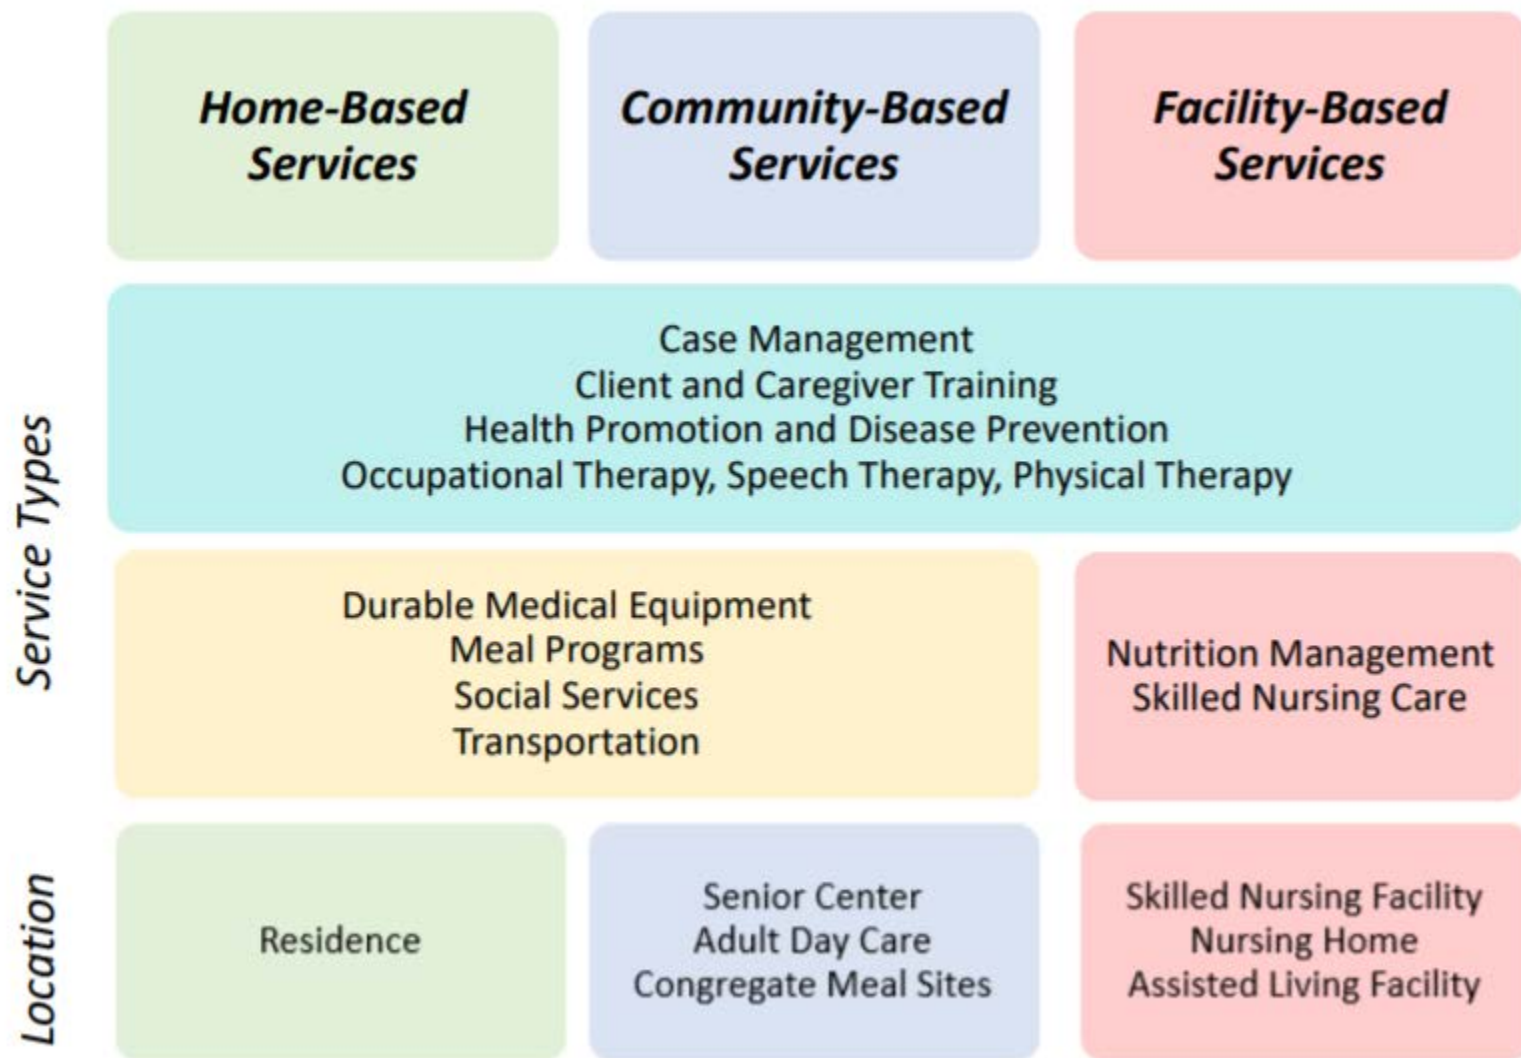 Home-Based
Services
Community-Based
Services
Facility-Based
Services
Service Types
Case Management
Client and Caregiver Training
Health Promotion and Disease Prevention
Occupational Therapy, Speech Therapy, Physical Therapy
Durable Medical Equipment
Meal Programs
Social Services
Transportation
Nutrition Management
Skilled Nursing Care
Location
Residence
Senior Center
Adult Day Care
Congregate Meal Sites
Skilled Nursing Facility
Nursing Home
Assisted Living Facility